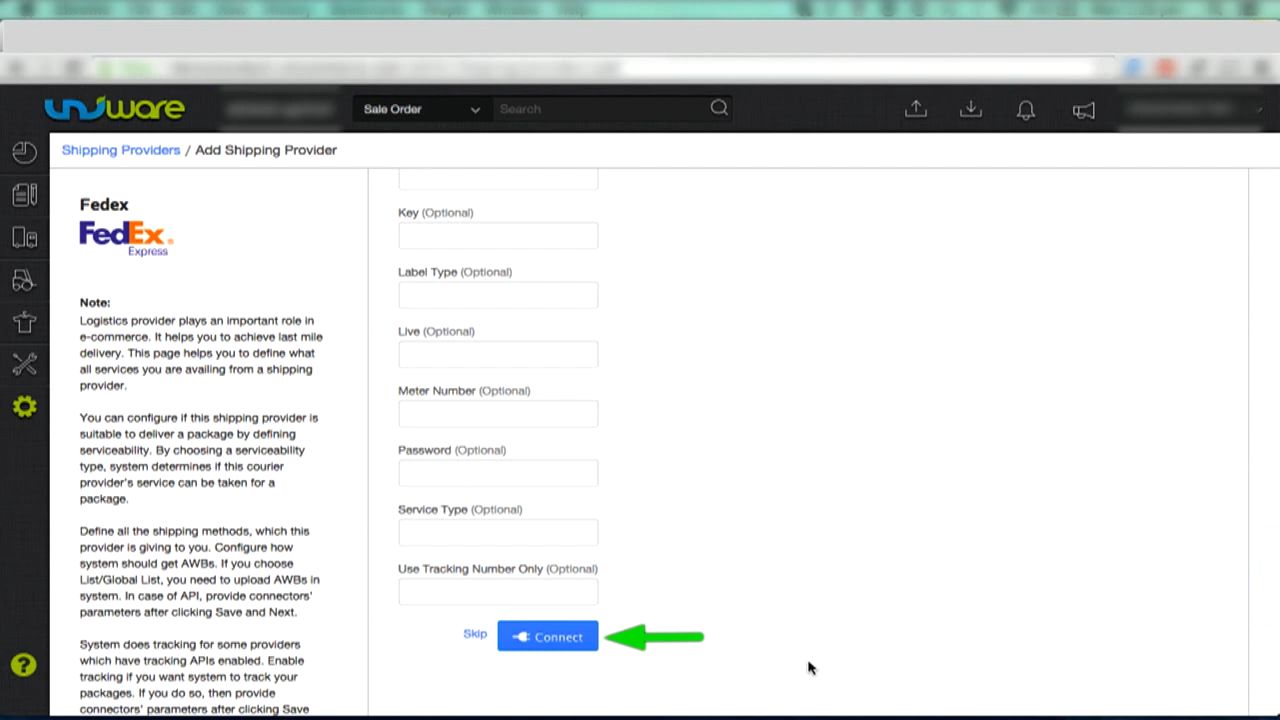 uniware
Sale Order
Search
Shipping Providers / Add Shipping Provider
Fedex
FedEx®
Express
Note:
Logistics provider plays an important role in
e-commerce. It helps you to achieve last mile
delivery. This page helps you to define what
all services you are availing from a shipping
provider.
You can configure if this shipping provider is
suitable to deliver a package by defining
serviceability. By choosing a serviceability
type, system determines if this courier
provider's service can be taken for a
package.
Define all the shipping methods, which this
provider is giving to you. Configure how
system should get AWBs. If you choose
List/Global List, you need to upload AWBs in
system. In case of API, provide connectors'
parameters after clicking Save and Next.
System does tracking for some providers
which have tracking APIs enabled. Enable
tracking if you want system to track your
packages. If you do so, then provide
connectors' parameters after clicking Save
Key (Optional)
Label Type (Optional)
Live (Optional)
Meter Number (Optional)
Password (Optional)
Service Type (Optional)
Use Tracking Number Only (Optional)
Skip
Connect
?